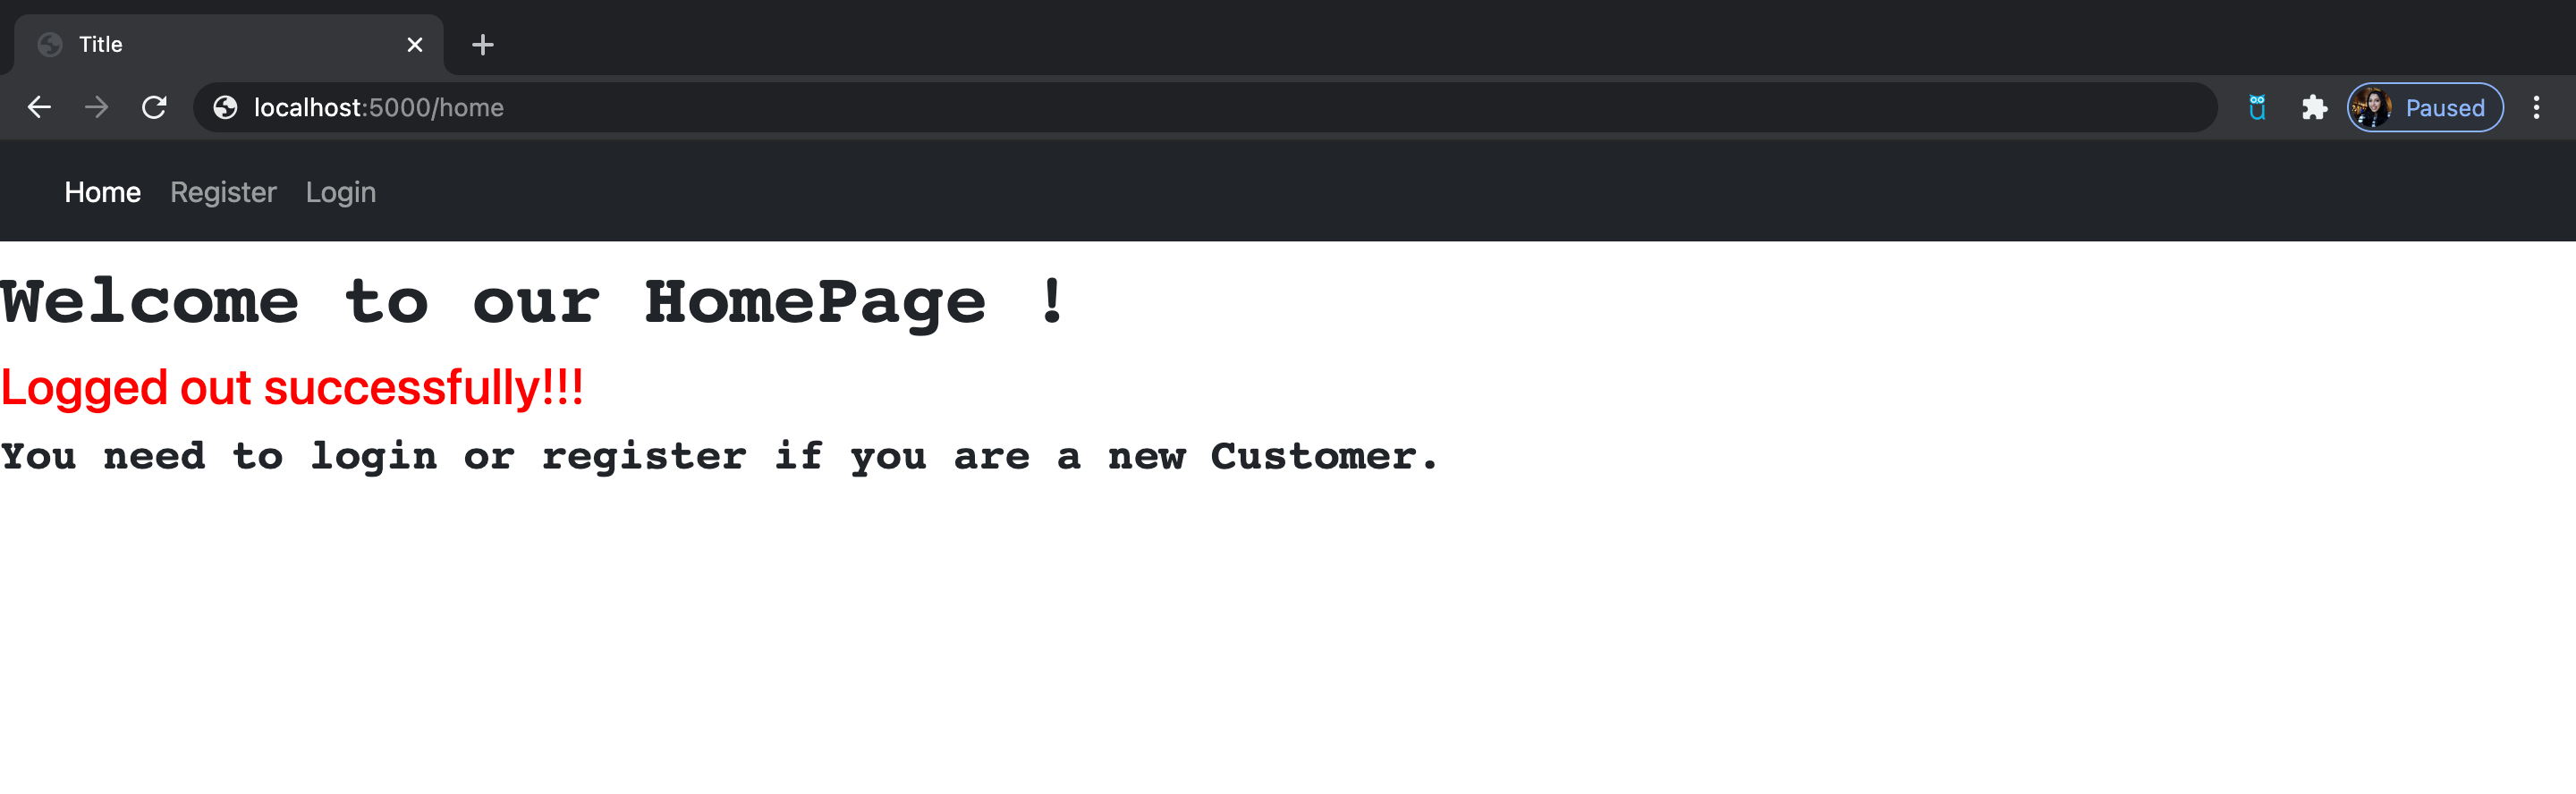 Title
localhost:5000/home
Paused
Home Register Login
Welcome to our HomePage !
Logged out successfully!!!
You need to login or register if you are a new Customer.